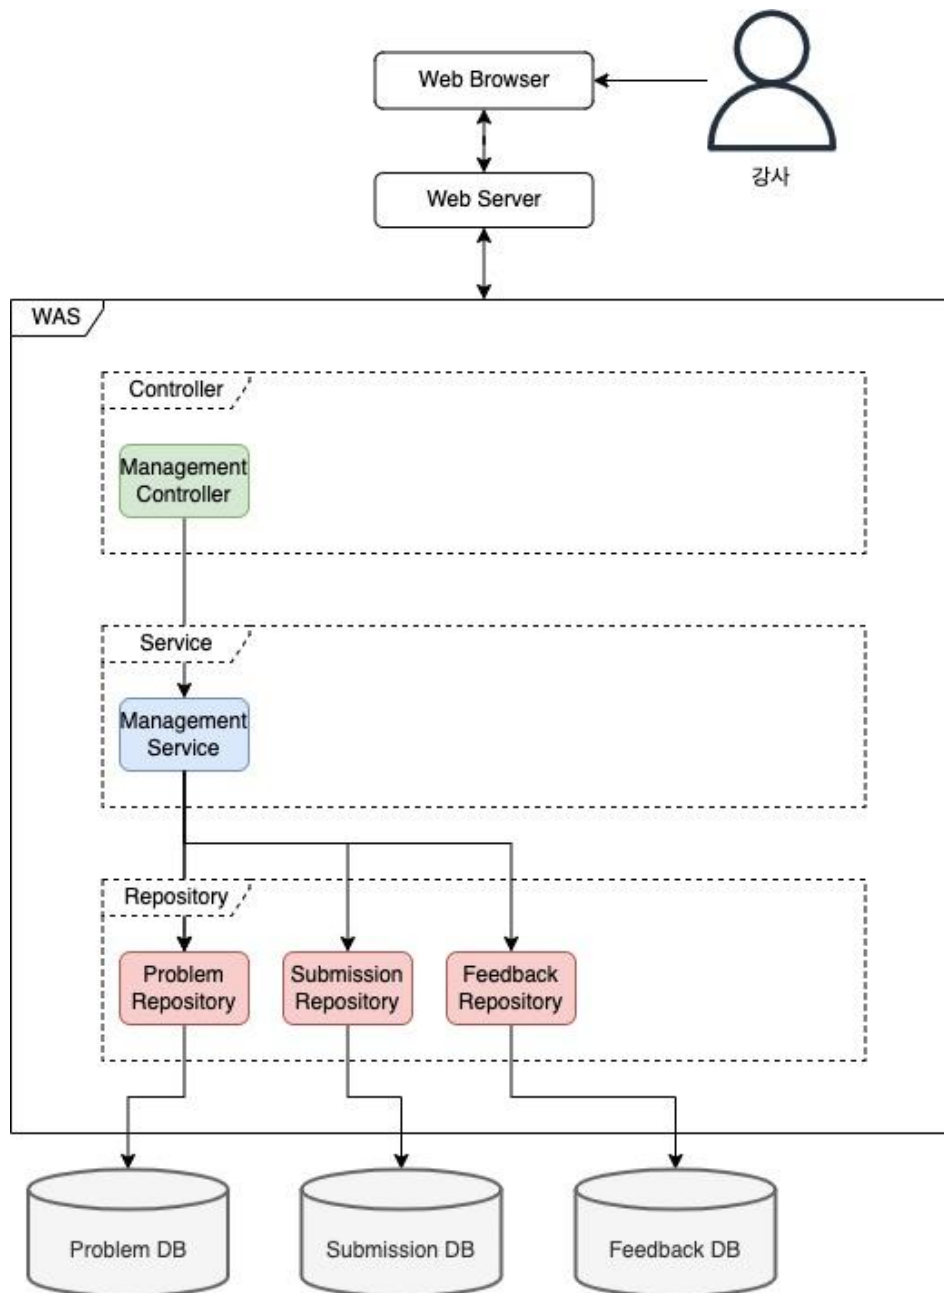 Web Browser
강사
Web Server
WAS
Controller
Management
Controller
Service
Management
Service
Repository
Problem
Repository
Submission
Repository
Feedback
Repository
Problem DB
Submission DB
Feedback DB